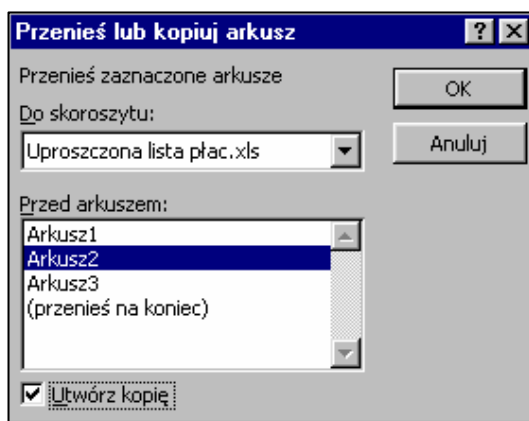 Przenieś lub kopiuj arkusz
Przenieś zaznaczone arkusze
Do skoroszytu:
Uproszczona lista płac.xls
Przed arkuszem:
Arkusz1
Arkusz2
Arkusz3
(przenieś na koniec)
Utwórz kopię
OK
Anuluj